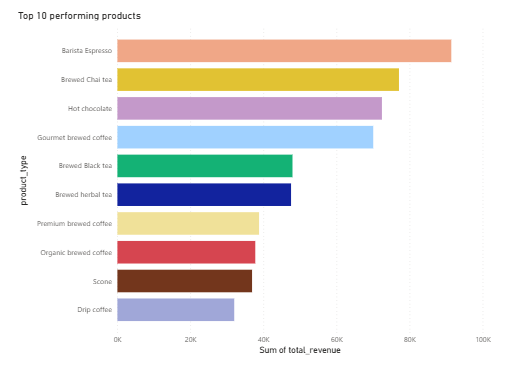 Top 10 performing products
product_type
Barista Espresso
Brewed Chai tea
Hot chocolate
Gourmet brewed coffee
Brewed Black tea
Brewed herbal tea
Premium brewed coffee
Organic brewed coffee
Scone
Drip coffee
0K 20K 40K 60K 80K 100K
Sum of total_revenue